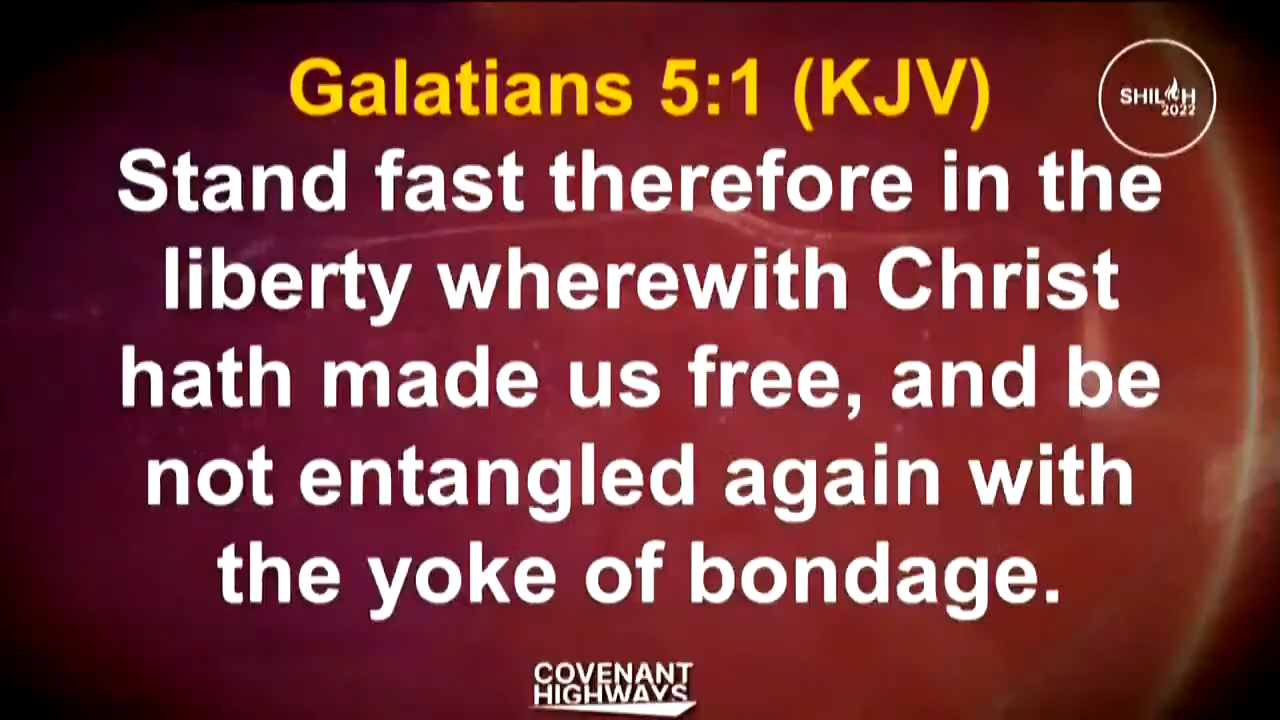 Galatians 5:1 (KJV)
SHILOH
2022
Stand fast therefore in the
liberty wherewith Christ
hath made us free, and be
not entangled again with
the yoke of bondage.
COVENANT
HIGHWAYS